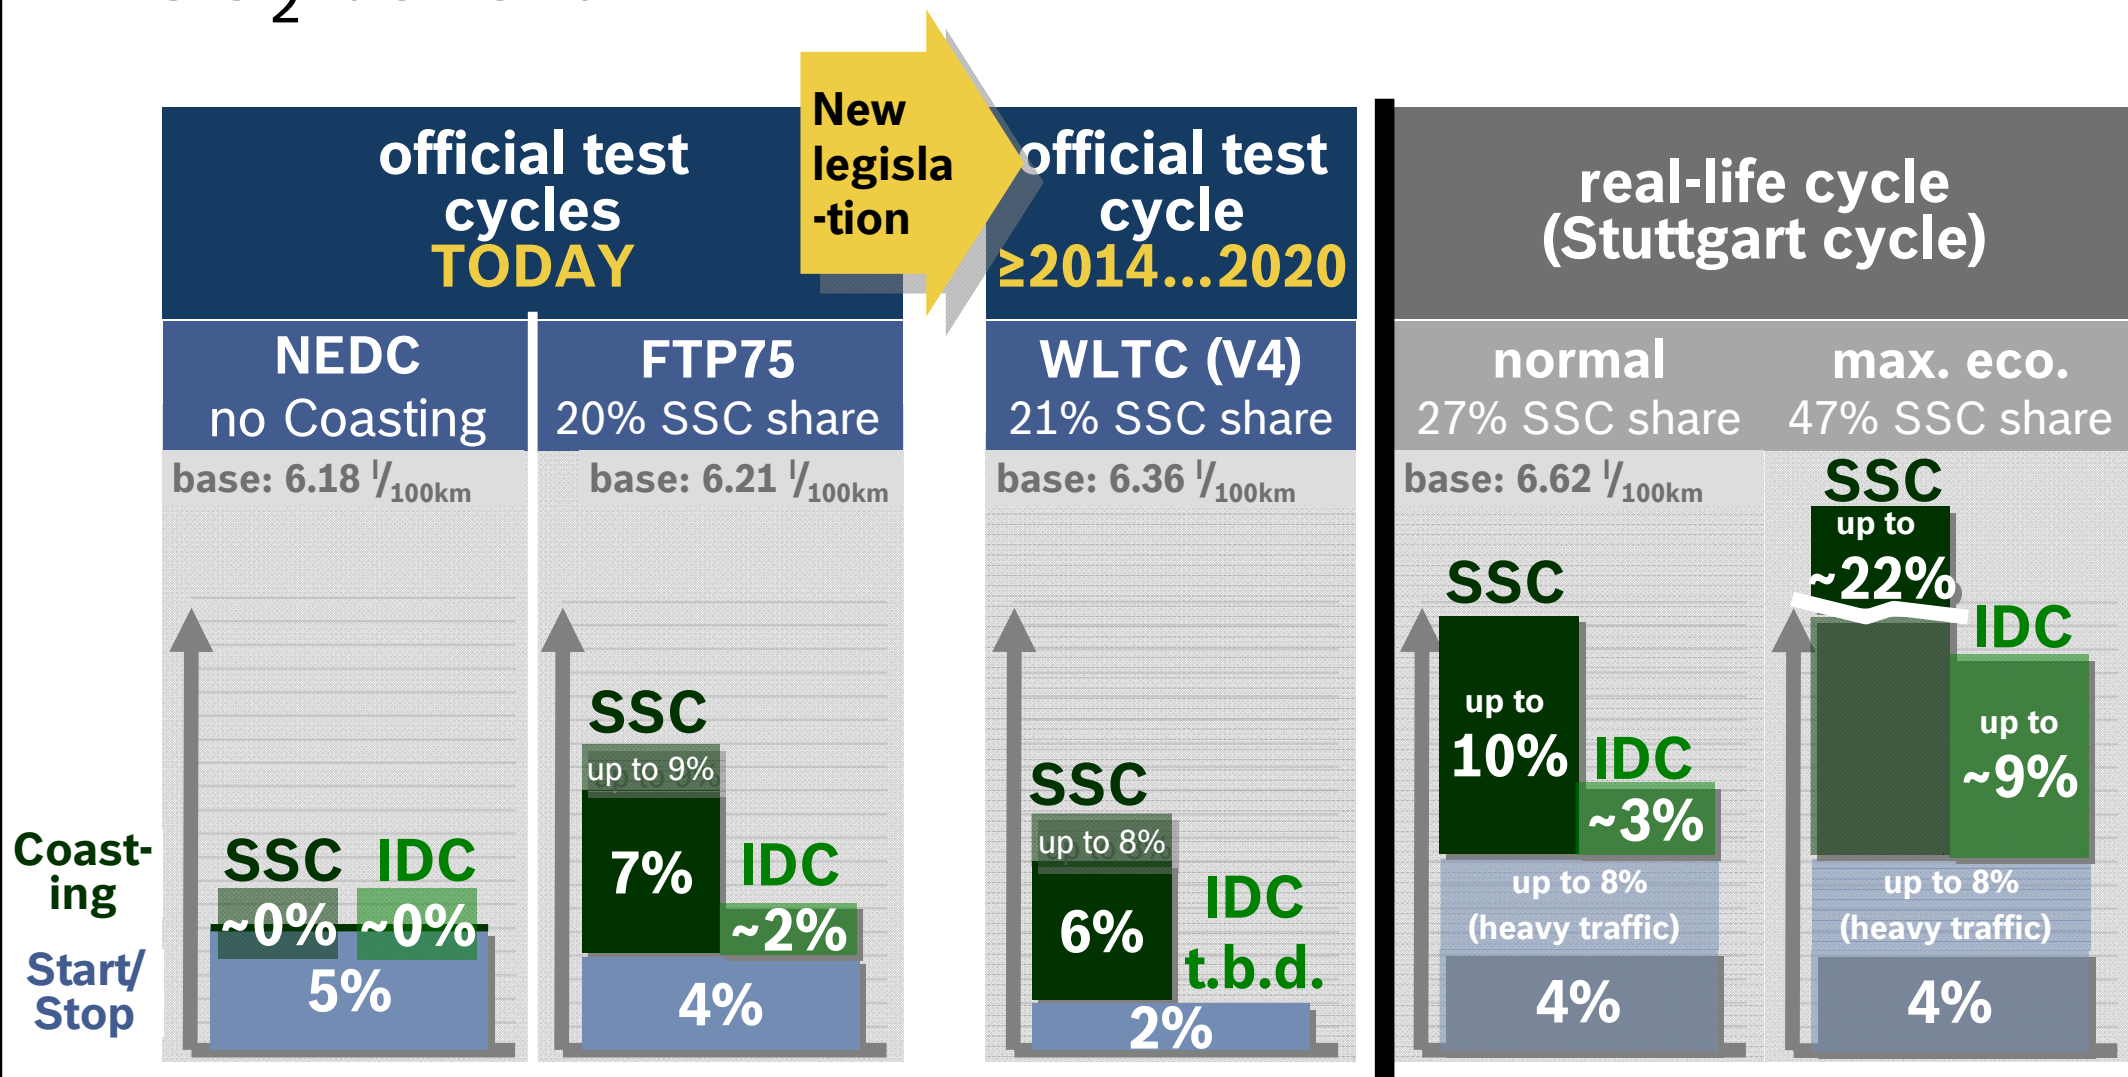 2
New
legisla
-tion
official test
cycles
TODAY
official test
cycle
≥2014...2020
real-life cycle
(Stuttgart cycle)
NEDC
no Coasting
FTP75
20% SSC share
WLTC (V4)
21% SSC share
normal
27% SSC share
max. eco.
47% SSC share
base: 6.18 l/100km
base: 6.21 l/100km
base: 6.36 l/100km
base: 6.62 l/100km
Coast-
ing
Start/
Stop
SSC
IDC
~0%
~0%
5%
SSC
up to 9%
7%
IDC
~2%
4%
SSC
up to 8%
6%
IDC
t.b.d.
2%
SSC
up to
10%
IDC
~3%
up to 8%
(heavy traffic)
4%
SSC
up to
~22%
IDC
up to
~9%
up to 8%
(heavy traffic)
4%